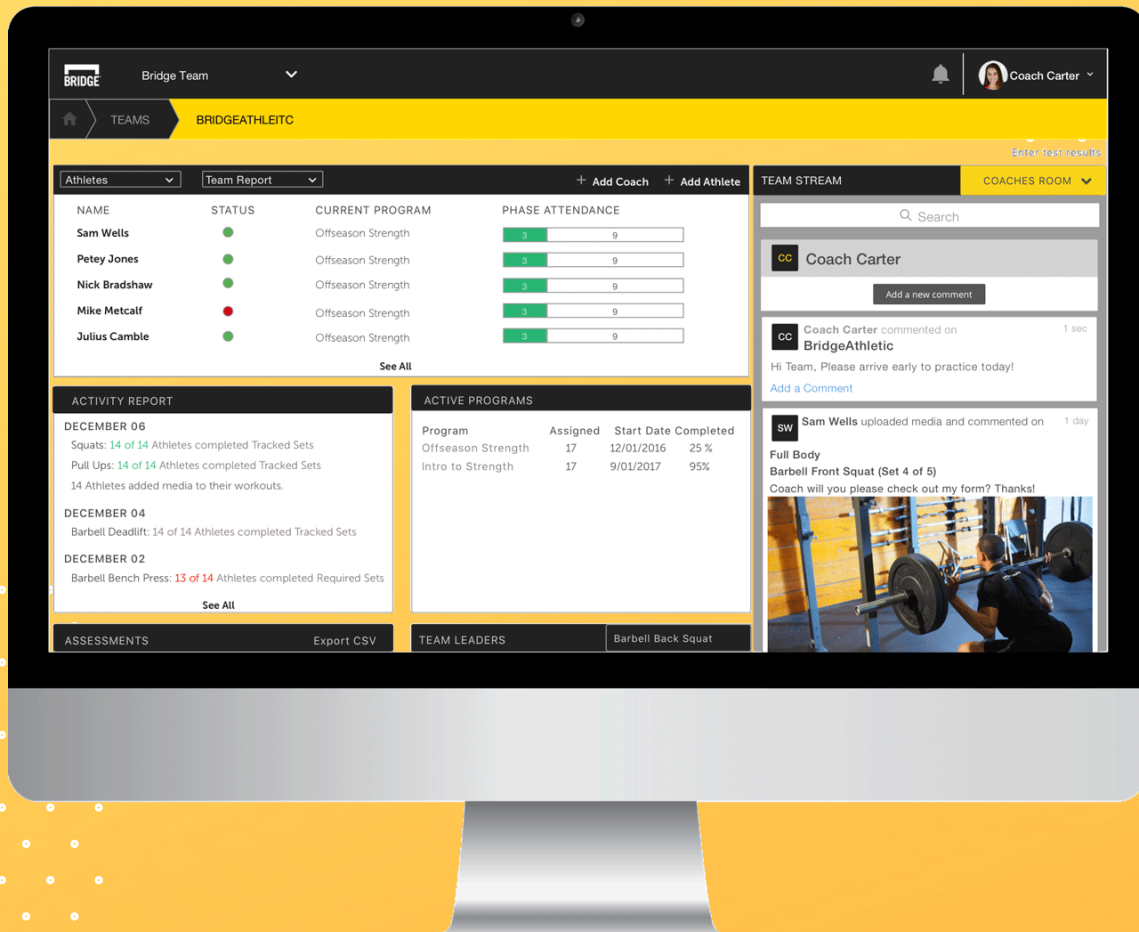 BRIDGE
Bridge Team
Coach Carter
TEAMS
BRIDGEATHLEITC
Enter test results
Athletes
Team Report
+ Add Coach
+ Add Athlete
NAME STATUS CURRENT PROGRAM PHASE ATTENDANCE
Sam Wells Offseason Strength 3 9
Petey Jones Offseason Strength 3 9
Nick Bradshaw Offseason Strength 3 9
Mike Metcalf Offseason Strength 3 9
Julius Camble Offseason Strength 3 9
See All
ACTIVITY REPORT
DECEMBER 06
Squats: 14 of 14 Athletes completed Tracked Sets
Pull Ups: 14 of 14 Athletes completed Tracked Sets
14 Athletes added media to their workouts.
DECEMBER 04
Barbell Deadlift: 14 of 14 Athletes completed Tracked Sets
DECEMBER 02
Barbell Bench Press: 13 of 14 Athletes completed Required Sets
See All
ACTIVE PROGRAMS
Program Assigned Start Date Completed
Offseason Strength 17 12/01/2016 25 %
Intro to Strength 17 9/01/2017 95%
ASSESSMENTS Export CSV
TEAM LEADERS Barbell Back Squat
TEAM STREAM
COACHES ROOM
Search
CC Coach Carter
Add a new comment
CC Coach Carter commented on 1 sec
BridgeAthletic
Hi Team, Please arrive early to practice today!
Add a Comment
SW Sam Wells uploaded media and commented on 1 day
Full Body
Barbell Front Squat (Set 4 of 5)
Coach will you please check out my form? Thanks!